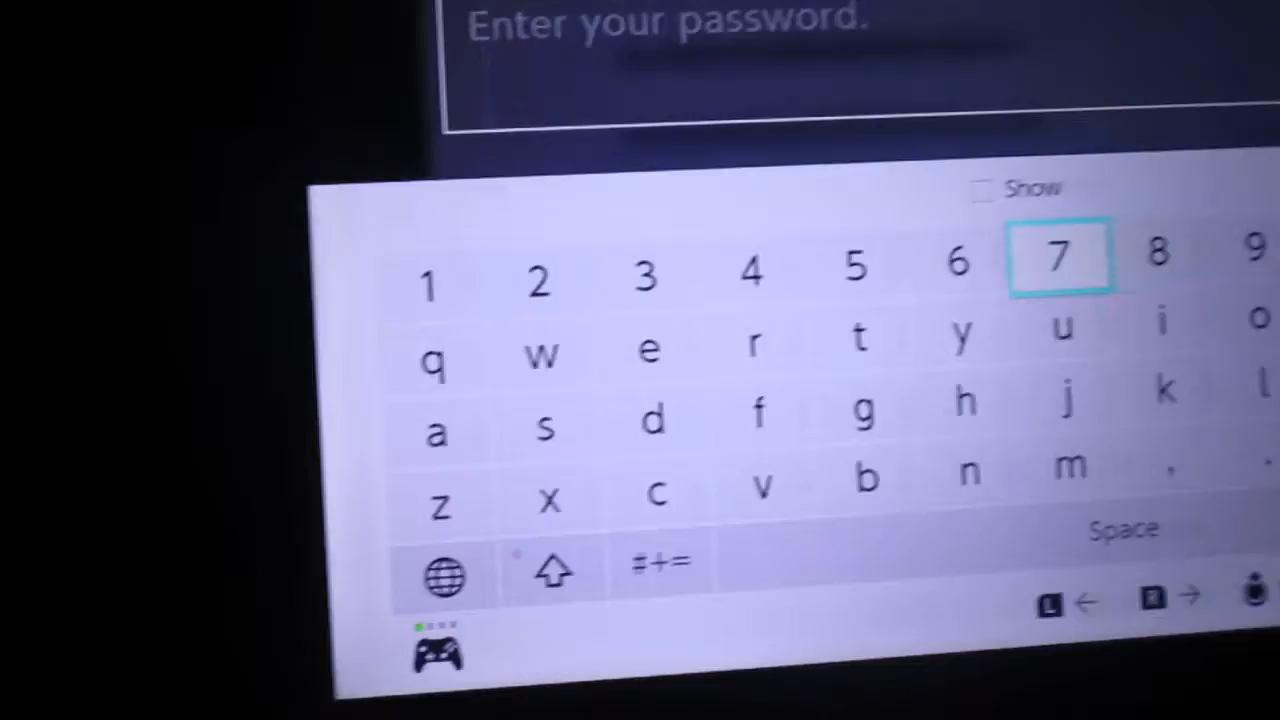 Enter your password.
Show
1 2 3 4 5 6 7 8 9
q w e r t y u i o
a s d f g h j k l
z x c v b n m , .
#+= Space
L ← R →